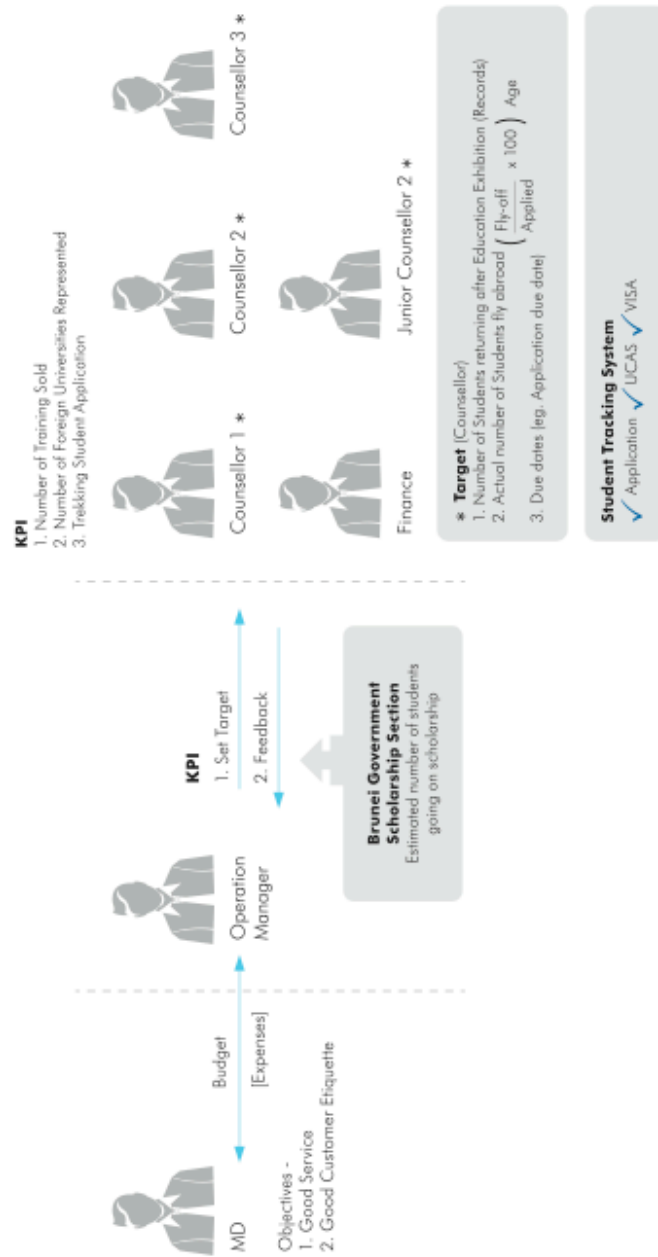 MD
Objectives -
1. Good Service
2. Good Customer Etiquette
Budget
[Expenses]
Operation
Manager
KPI
1. Set Target
2. Feedback
Brunei Government
Scholarship Section
Estimated number of students
going on scholarship
KPI
1. Number of Training Sold
2. Number of Foreign Universities Represented
3. Trekking Student Application
Counsellor 1 *
Counsellor 2 *
Counsellor 3 *
Finance
Junior Counsellor 2 *
* Target (Counsellor)
1. Number of Students returning after Education Exhibition (Records)
2. Actual number of Students fly abroad ( Fly-off / Applied x 100 ) Age
3. Due dates (eg. Application due date)
Student Tracking System
✓ Application ✓ UCAS ✓ VISA